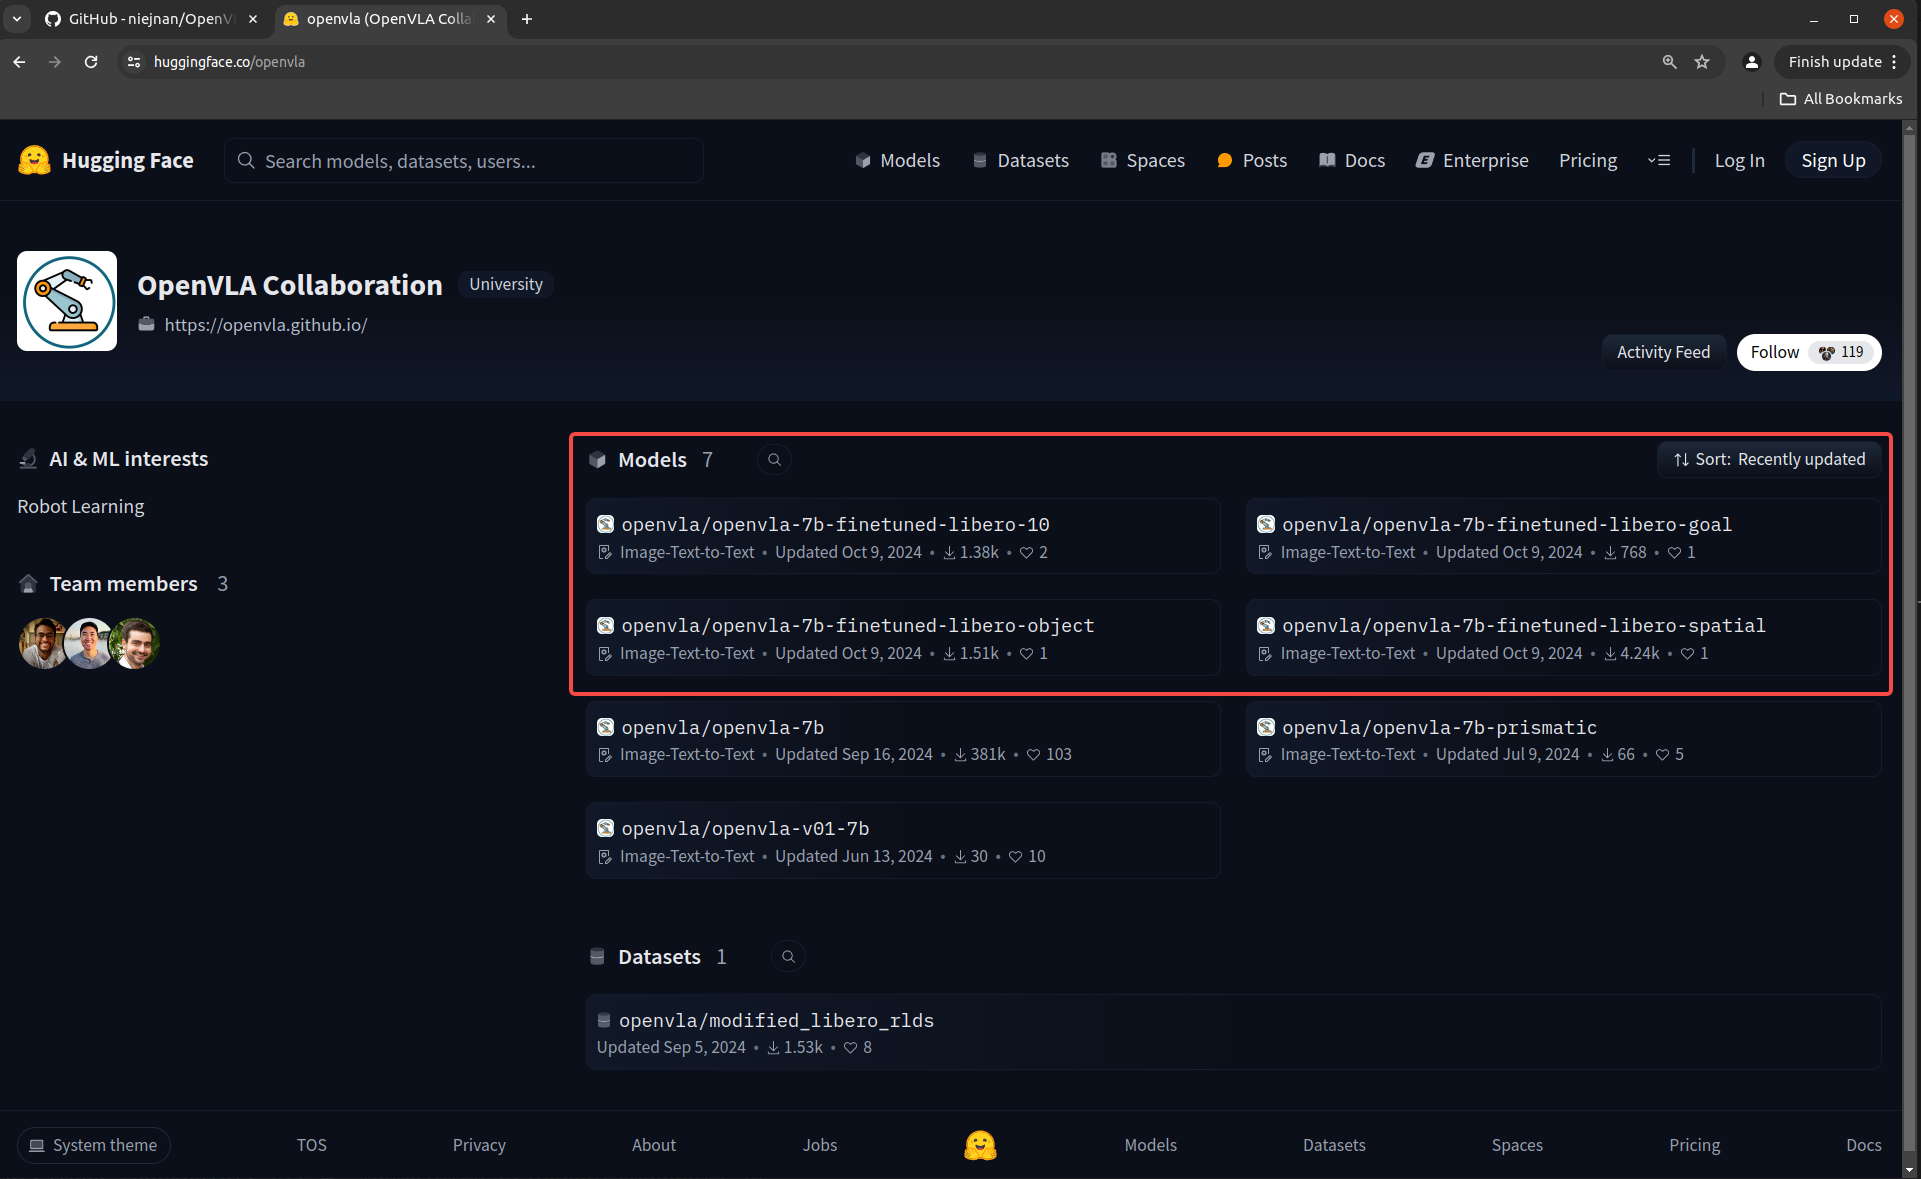 GitHub - niejnan/OpenV
openvla (OpenVLA Colla
huggingface.co/openvla
Finish update
All Bookmarks
Hugging Face
Search models, datasets, users...
Models
Datasets
Spaces
Posts
Docs
Enterprise
Pricing
Log In
Sign Up
OpenVLA Collaboration
University
https://openvla.github.io/
Activity Feed
Follow 119
AI & ML interests
Robot Learning
Team members 3
Models 7
Sort: Recently updated
openvla/openvla-7b-finetuned-libero-10
Image-Text-to-Text • Updated Oct 9, 2024 • 1.38k • 2
openvla/openvla-7b-finetuned-libero-goal
Image-Text-to-Text • Updated Oct 9, 2024 • 768 • 1
openvla/openvla-7b-finetuned-libero-object
Image-Text-to-Text • Updated Oct 9, 2024 • 1.51k • 1
openvla/openvla-7b-finetuned-libero-spatial
Image-Text-to-Text • Updated Oct 9, 2024 • 4.24k • 1
openvla/openvla-7b
Image-Text-to-Text • Updated Sep 16, 2024 • 381k • 103
openvla/openvla-7b-prismatic
Image-Text-to-Text • Updated Jul 9, 2024 • 66 • 5
openvla/openvla-v01-7b
Image-Text-to-Text • Updated Jun 13, 2024 • 30 • 10
Datasets 1
openvla/modified_libero_rlds
Updated Sep 5, 2024 • 1.53k • 8
System theme
TOS
Privacy
About
Jobs
Models
Datasets
Spaces
Pricing
Docs